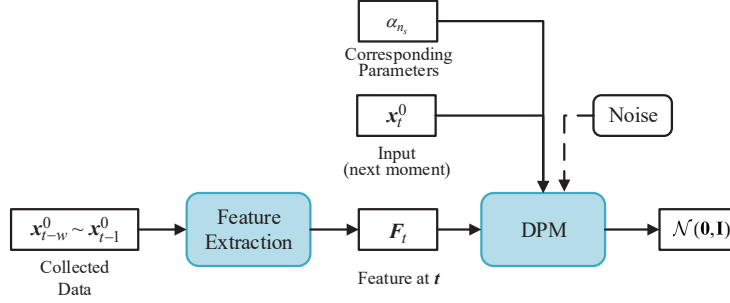 α_{n_s}
Corresponding
Parameters
x_t^0
Noise
Input
(next moment)
x_{t-w}^0 ~ x_{t-1}^0
Feature
Extraction
F_t
DPM
𝒩(0,I)
Collected
Data
Feature at t